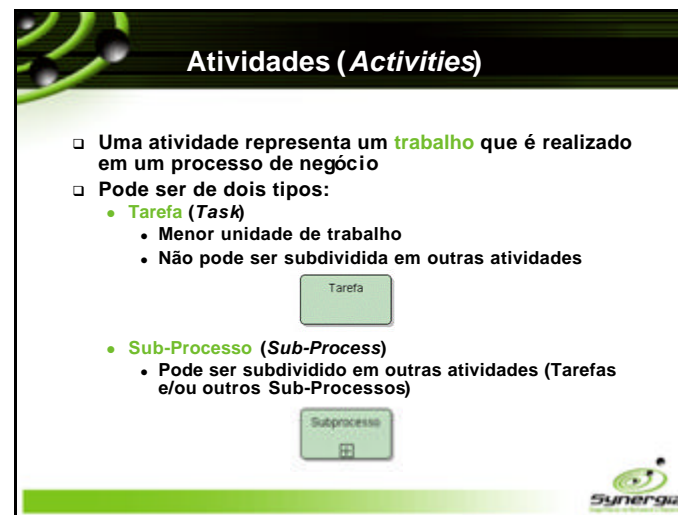 Atividades (Activities)
❑ Uma atividade representa um trabalho que é realizado
em um processo de negócio
❑ Pode ser de dois tipos:
● Tarefa (Task)
● Menor unidade de trabalho
● Não pode ser subdividida em outras atividades
Tarefa
● Sub-Processo (Sub-Process)
● Pode ser subdividido em outras atividades (Tarefas
e/ou outros Sub-Processos)
Subprocesso
Synergia